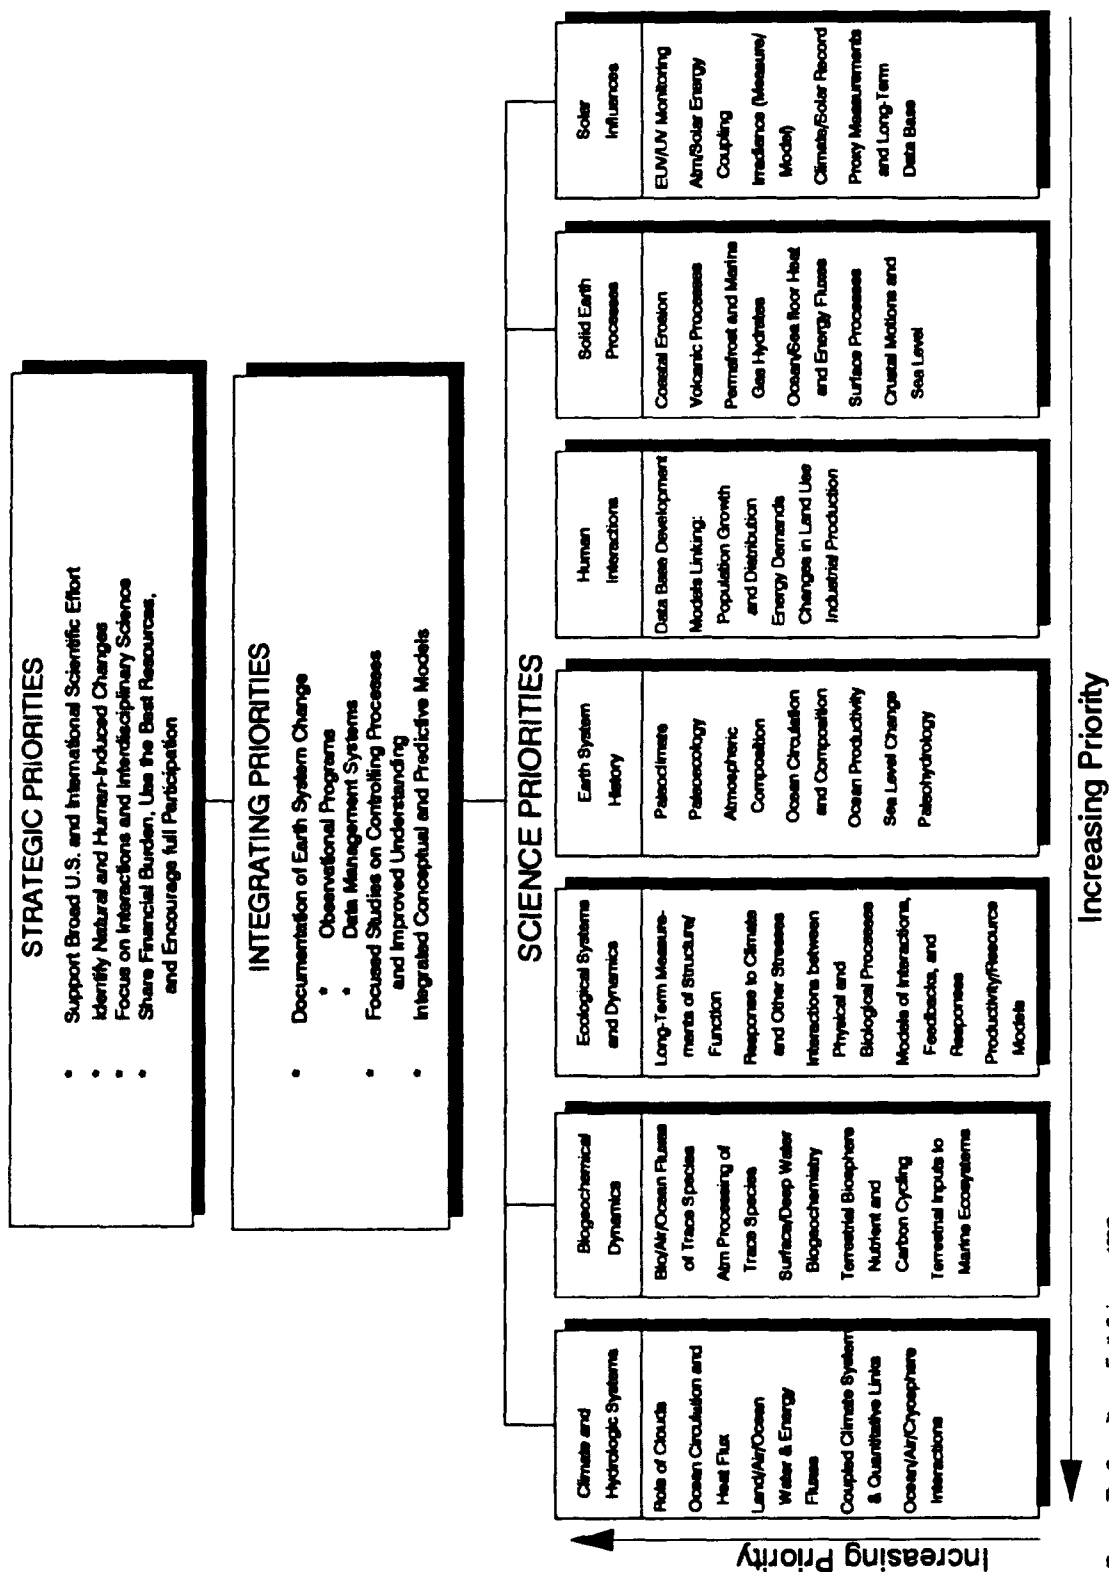 STRATEGIC PRIORITIES
* Support Broad U.S. and International Scientific Effort
* Identify Natural and Human-Induced Changes
* Focus on Interactions and Interdisciplinary Science
* Share Financial Burden, Use the Best Resources,
and Encourage full Participation
INTEGRATING PRIORITIES
* Documentation of Earth System Change
* Observational Programs
* Data Management Systems
* Focused Studies on Controlling Processes
and Improved Understanding
* Integrated Conceptual and Predictive Models
SCIENCE PRIORITIES
Climate and
Hydrologic Systems
Role of Clouds
Ocean Circulation and
Heat Flux
Land/Air/Ocean
Water & Energy
Fluxes
Coupled Climate System
& Quantitative Links
Ocean/Air/Cryosphere
Interactions
Biogeochemical
Dynamics
Bio/Air/Ocean Fluxes
of Trace Species
Atm Processing of
Trace Species
Surface/Deep Water
Biogeochemistry
Terrestrial Biosphere
Nutrient and
Carbon Cycling
Terrestrial Inputs to
Marine Ecosystems
Ecological Systems
and Dynamics
Long-Term Measure-
ments of Structure/
Function
Response to Climate
and Other Stresses
Interactions between
Physical and
Biological Processes
Models of Interactions,
Feedbacks, and
Responses
Productivity/Resource
Models
Earth System
History
Paleoclimate
Paleoecology
Atmospheric
Composition
Ocean Circulation
and Composition
Ocean Productivity
Sea Level Change
Paleohydrology
Human
Interactions
Data Base Development
Models Linking:
Population Growth
and Distribution
Energy Demands
Changes in Land Use
Industrial Production
Solid Earth
Processes
Coastal Erosion
Volcanic Processes
Permafrost and Marine
Gas Hydrates
Ocean/Sea floor Heat
and Energy Fluxes
Surface Processes
Crustal Motions and
Sea Level
Solar
Influences
EUV/UV Monitoring
Atm/Solar Energy
Coupling
Irradiance (Measure/
Model)
Climate/Solar Record
Proxy Measurements
and Long-Term
Data Base
Increasing Priority
Increasing Priority